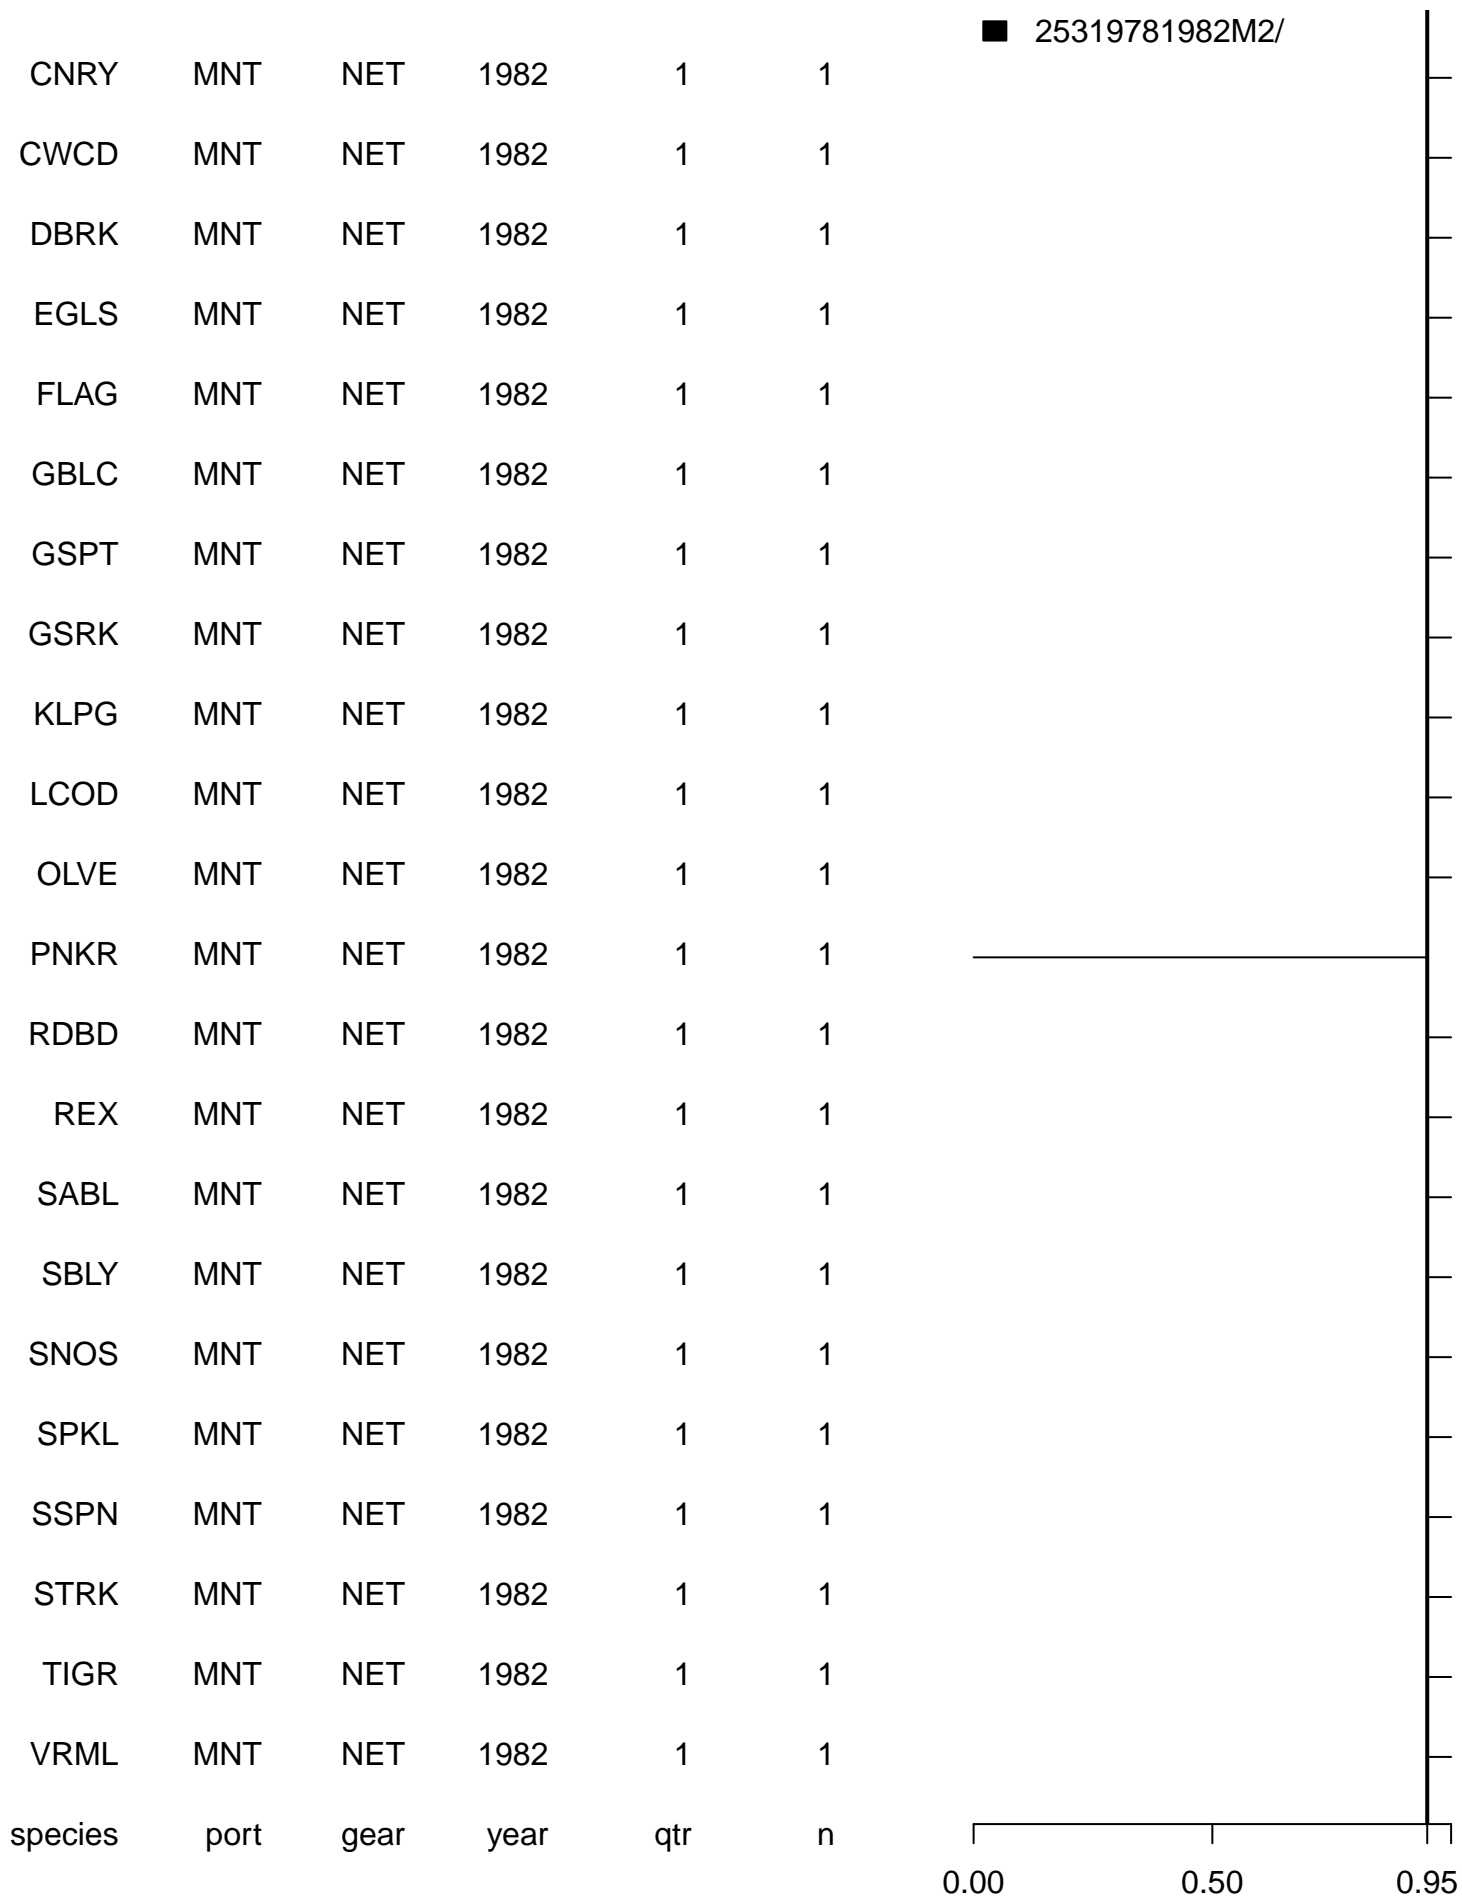 25319781982M2/
CNRY MNT NET 1982 1 1
CWCD MNT NET 1982 1 1
DBRK MNT NET 1982 1 1
EGLS MNT NET 1982 1 1
FLAG MNT NET 1982 1 1
GBLC MNT NET 1982 1 1
GSPT MNT NET 1982 1 1
GSRK MNT NET 1982 1 1
KLPG MNT NET 1982 1 1
LCOD MNT NET 1982 1 1
OLVE MNT NET 1982 1 1
PNKR MNT NET 1982 1 1
RDBD MNT NET 1982 1 1
REX MNT NET 1982 1 1
SABL MNT NET 1982 1 1
SBLY MNT NET 1982 1 1
SNOS MNT NET 1982 1 1
SPKL MNT NET 1982 1 1
SSPN MNT NET 1982 1 1
STRK MNT NET 1982 1 1
TIGR MNT NET 1982 1 1
VRML MNT NET 1982 1 1
species port gear year qtr n
0.00 0.50 0.95